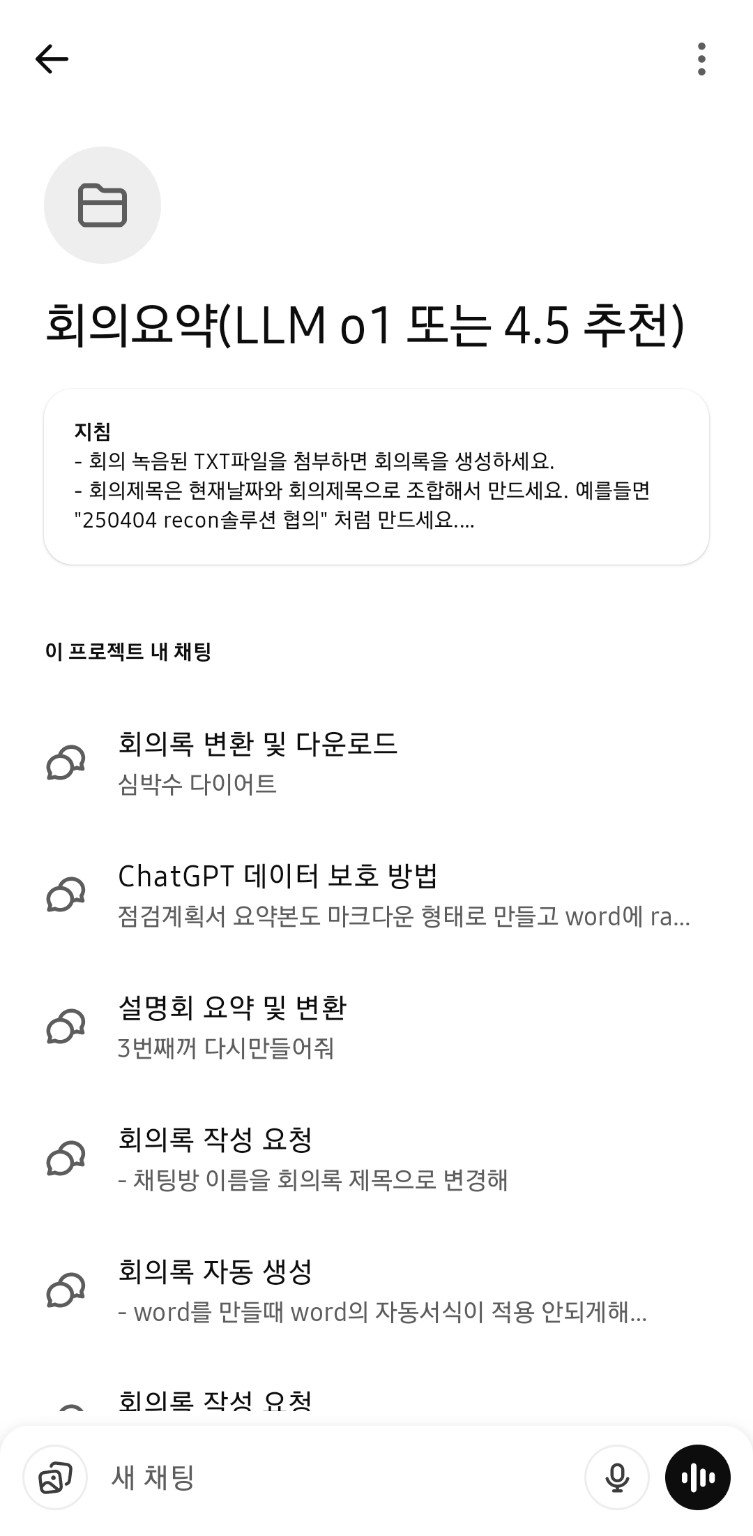 회의요약(LLM o1 또는 4.5 추천)
지침
- 회의 녹음된 TXT파일을 첨부하면 회의록을 생성하세요.
- 회의제목은 현재날짜와 회의제목으로 조합해서 만드세요. 예를들면
"250404 recon솔루션 협의" 처럼 만드세요....
이 프로젝트 내 채팅
회의록 변환 및 다운로드
심박수 다이어트
ChatGPT 데이터 보호 방법
점검계획서 요약본도 마크다운 형태로 만들고 word에 ra...
설명회 요약 및 변환
3번째꺼 다시만들어줘
회의록 작성 요청
- 채팅방 이름을 회의록 제목으로 변경해
회의록 자동 생성
- word를 만들때 word의 자동서식이 적용 안되게해...
회의록 작성 요청
새 채팅